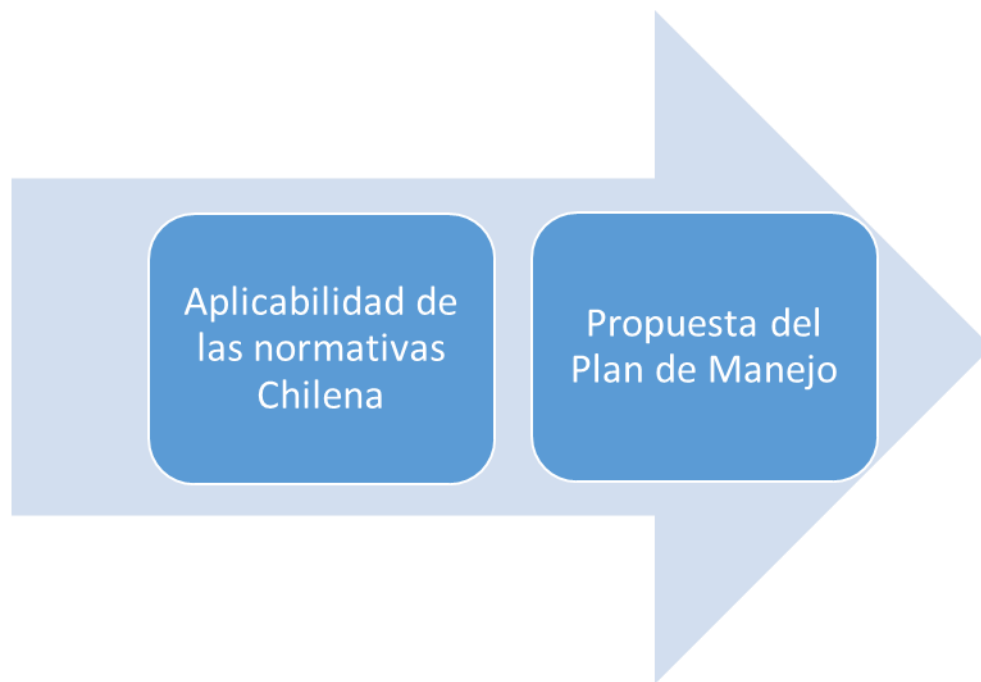 Aplicabilidad de
las normativas
Chilena
Propuesta del
Plan de Manejo